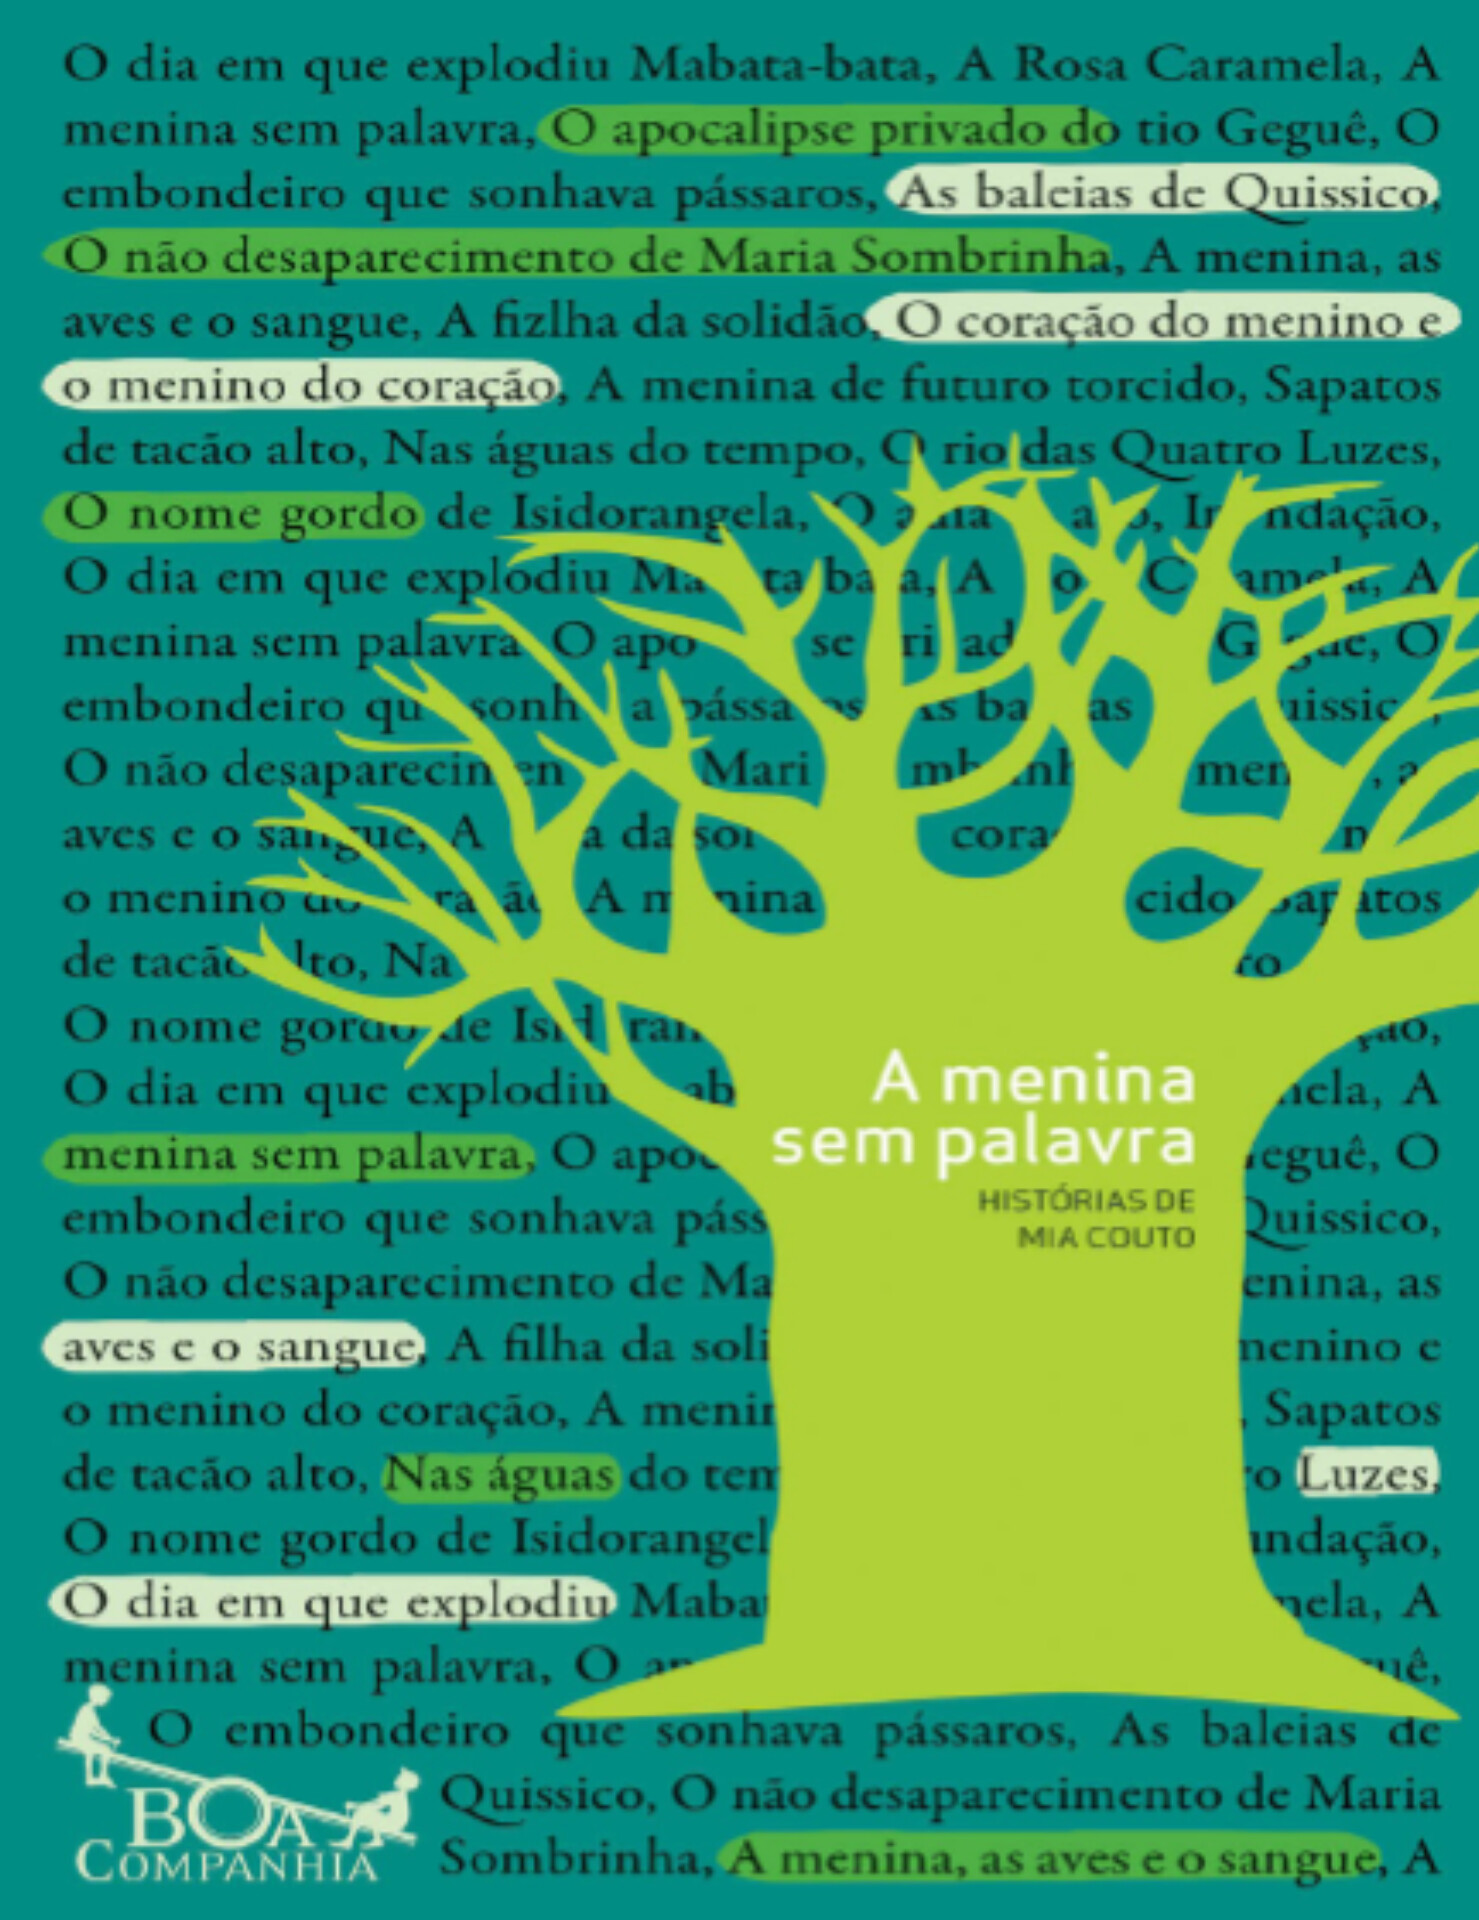 O dia em que explodiu Mabata-bata, A Rosa Caramela, A
menina sem palavra, O apocalipse privado do tio Geguê, O
embondeiro que sonhava pássaros, As baleias de Quissico,
O não desaparecimento de Maria Sombrinha, A menina, as
aves e o sangue, A fizlha da solidão, O coração do menino e
o menino do coração, A menina de futuro torcido, Sapatos
de tacão alto, Nas águas do tempo, O rio das Quatro Luzes,
O nome gordo de Isidorangela, O
O dia em que explodiu A A
menina sem palavra O O
embondeiro
O não Mari
aves e o A da
o menino A
de
O nome
O dia em que explodiu A
menina sem palavra, O O
embondeiro que sonhava Quissico,
O não desaparecimento de as
aves e o sangue, A filha da e
o menino do coração, A Sapatos
de tacão alto, Nas águas do Luzes,
O nome gordo de
O dia em que explodiu A
menina sem palavra, O
O embondeiro que sonhava pássaros, As baleias de
Quissico, O não desaparecimento de Maria
Sombrinha, A menina, as aves e o sangue, A
A menina
sem palavra
HISTÓRIAS DE
MIA COUTO
BOA
COMPANHIA